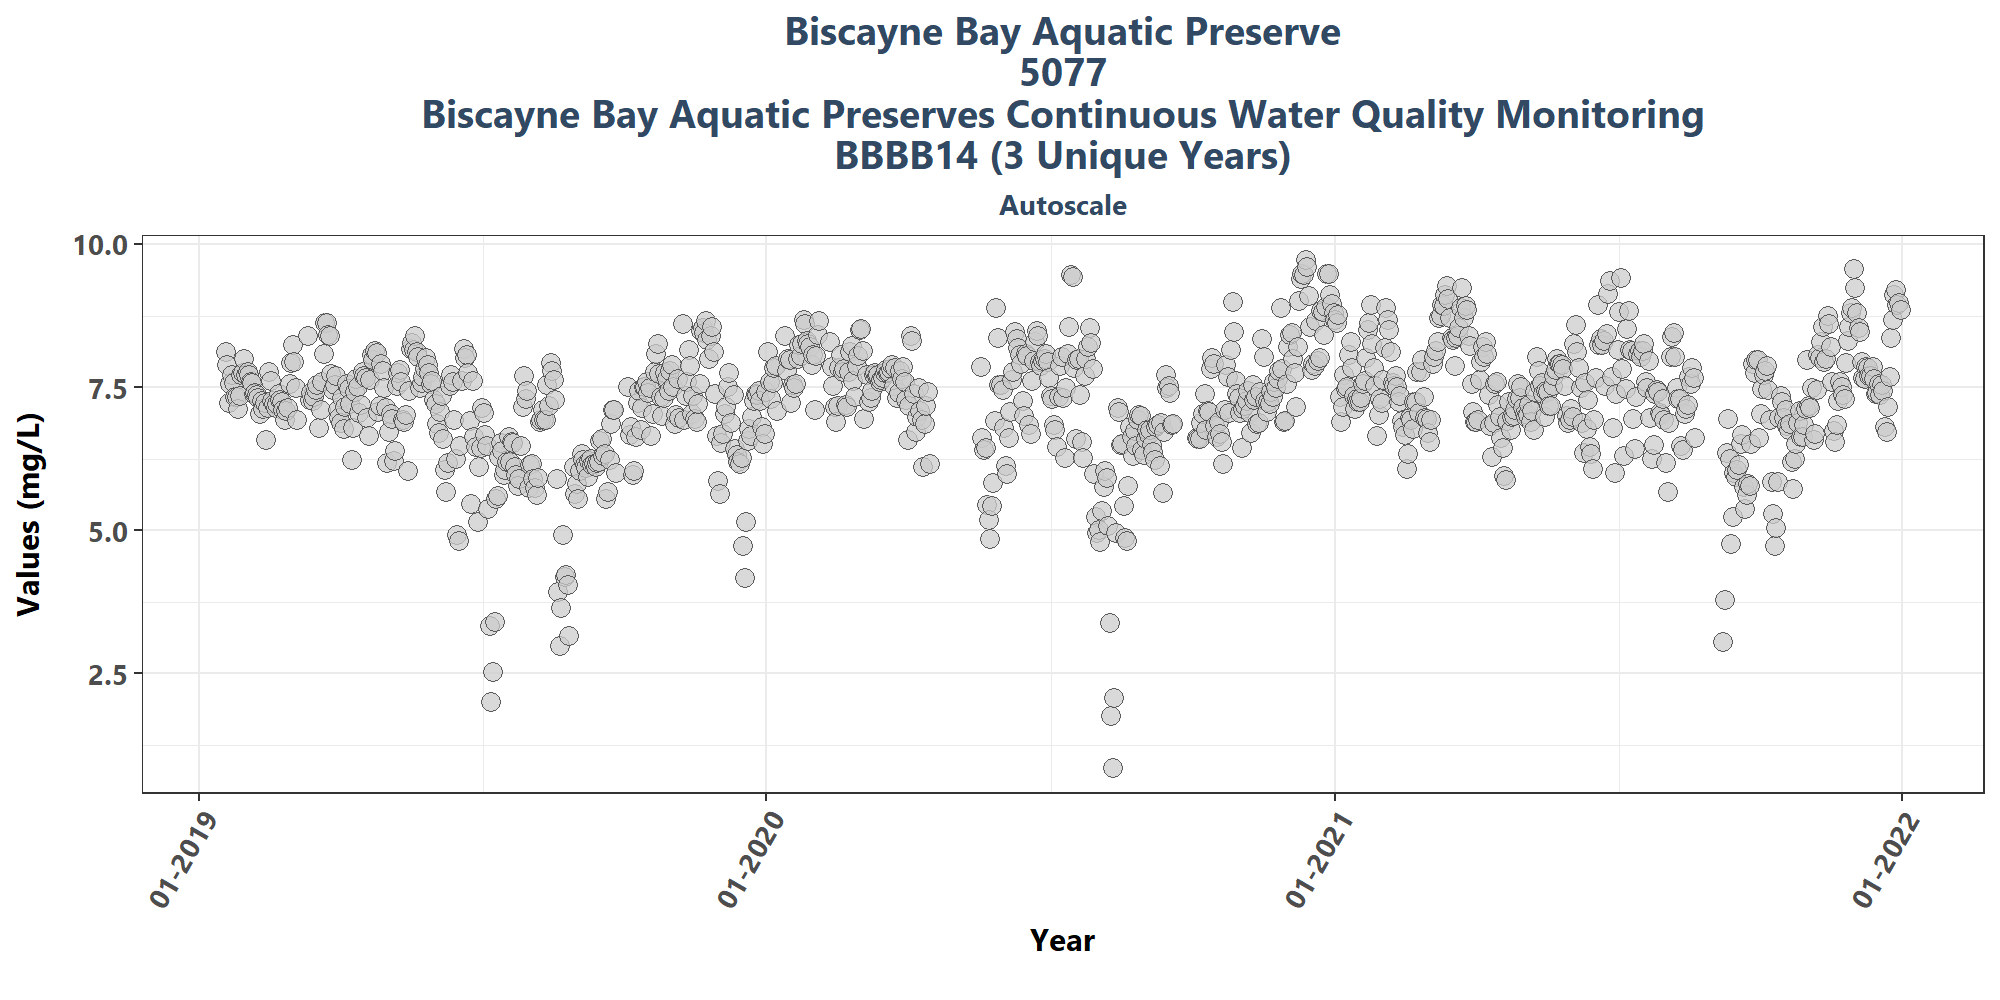 Biscayne Bay Aquatic Preserve
5077
Biscayne Bay Aquatic Preserves Continuous Water Quality Monitoring
BBBB14 (3 Unique Years)
Autoscale
Values (mg/L)
10.0
7.5
5.0
2.5
01-2019
01-2020
01-2021
01-2022
Year